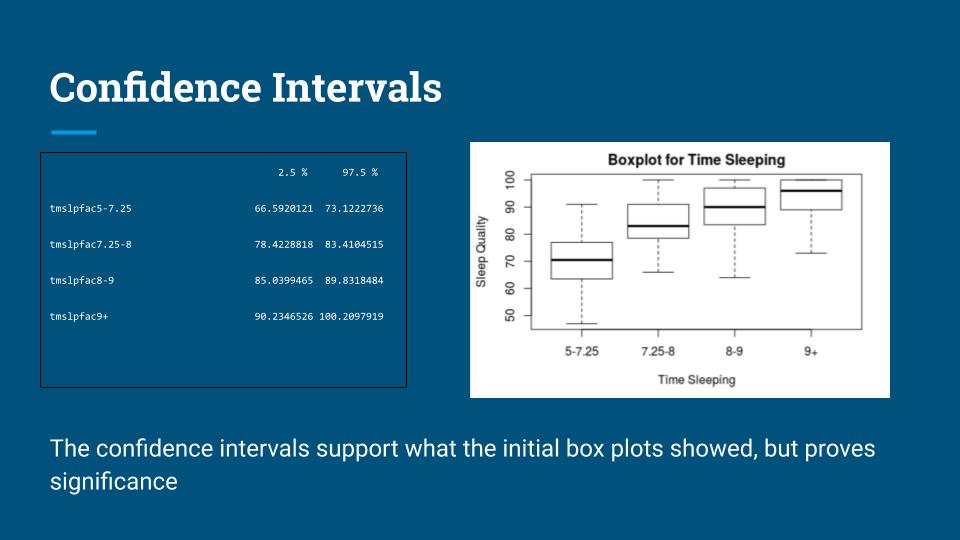 Confidence Intervals
2.5 % 97.5 %
tmslpfac5-7.25 66.5920121 73.1222736
tmslpfac7.25-8 78.4228818 83.4104515
tmslpfac8-9 85.0399465 89.8318484
tmslpfac9+ 90.2346526 100.2097919
Boxplot for Time Sleeping
Sleep Quality
100
90
80
70
60
50
5-7.25 7.25-8 8-9 9+
Time Sleeping
The confidence intervals support what the initial box plots showed, but proves
significance